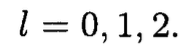 l = 0, 1, 2.